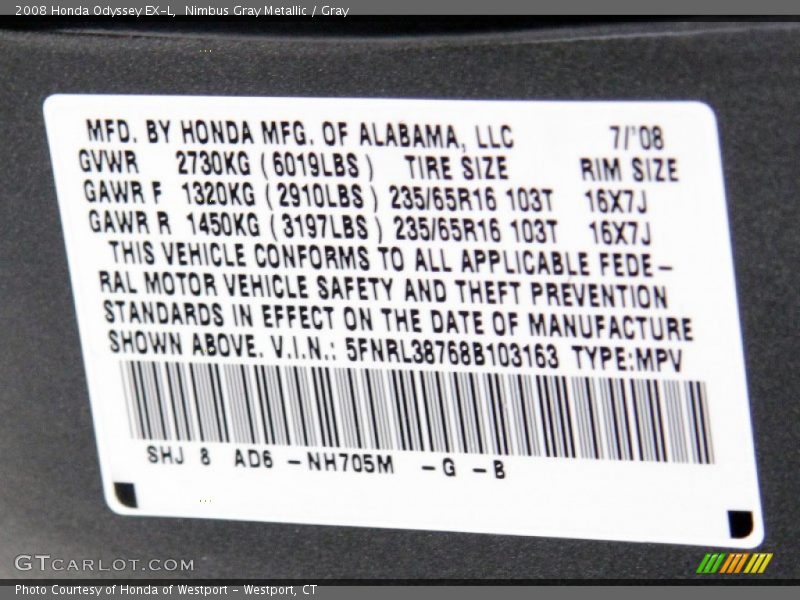 2008 Honda Odyssey EX-L, Nimbus Gray Metallic / Gray
MFD. BY HONDA MFG. OF ALABAMA, LLC 7/'08
GVWR 2730KG (6019LBS) TIRE SIZE RIM SIZE
GAWR F 1320KG (2910LBS) 235/65R16 103T 16X7J
GAWR R 1450KG (3197LBS) 235/65R16 103T 16X7J
THIS VEHICLE CONFORMS TO ALL APPLICABLE FEDE-
RAL MOTOR VEHICLE SAFETY AND THEFT PREVENTION
STANDARDS IN EFFECT ON THE DATE OF MANUFACTURE
SHOWN ABOVE. V.I.N.: 5FNRL38768B103163 TYPE:MPV
SHJ 8 AD6 -NH705M -G -B
GTCARLOT.COM
Photo Courtesy of Honda of Westport - Westport, CT